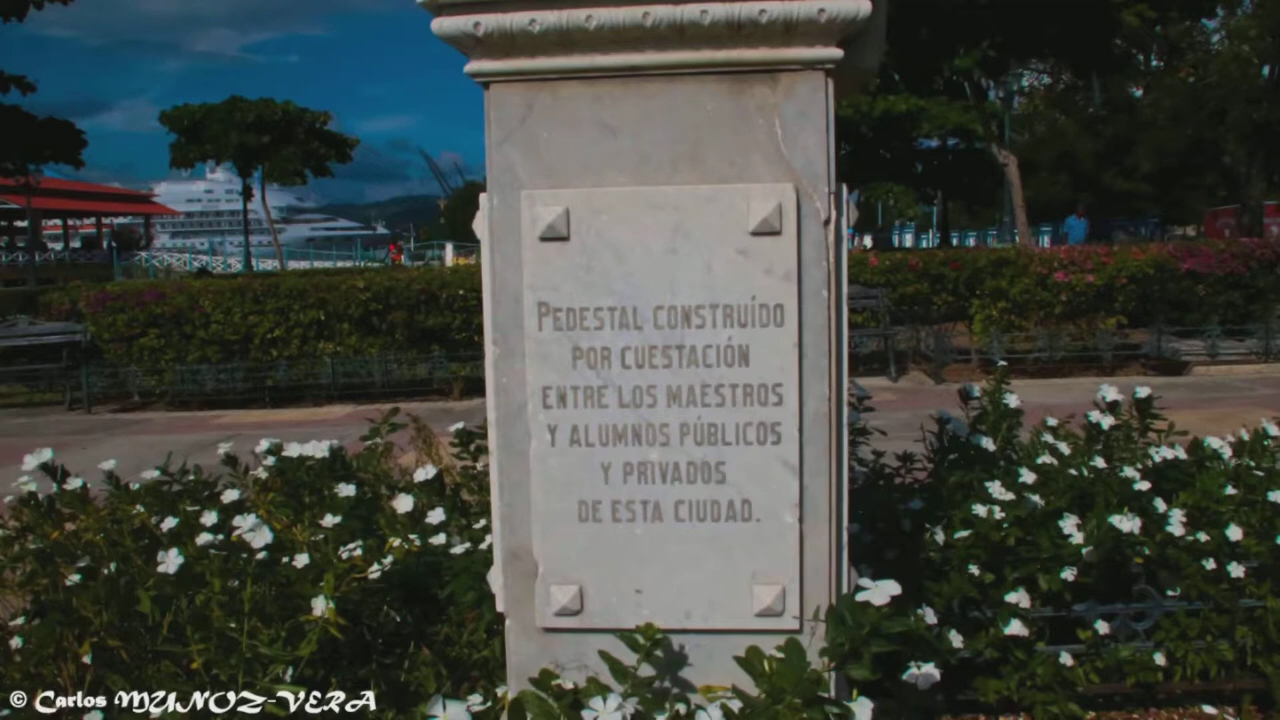 PEDESTAL CONSTRUÍDO
POR CUESTACIÓN
ENTRE LOS MAESTROS
Y ALUMNOS PÚBLICOS
Y PRIVADOS
DE ESTA CIUDAD.
© Carlos MUNOZ-VERA